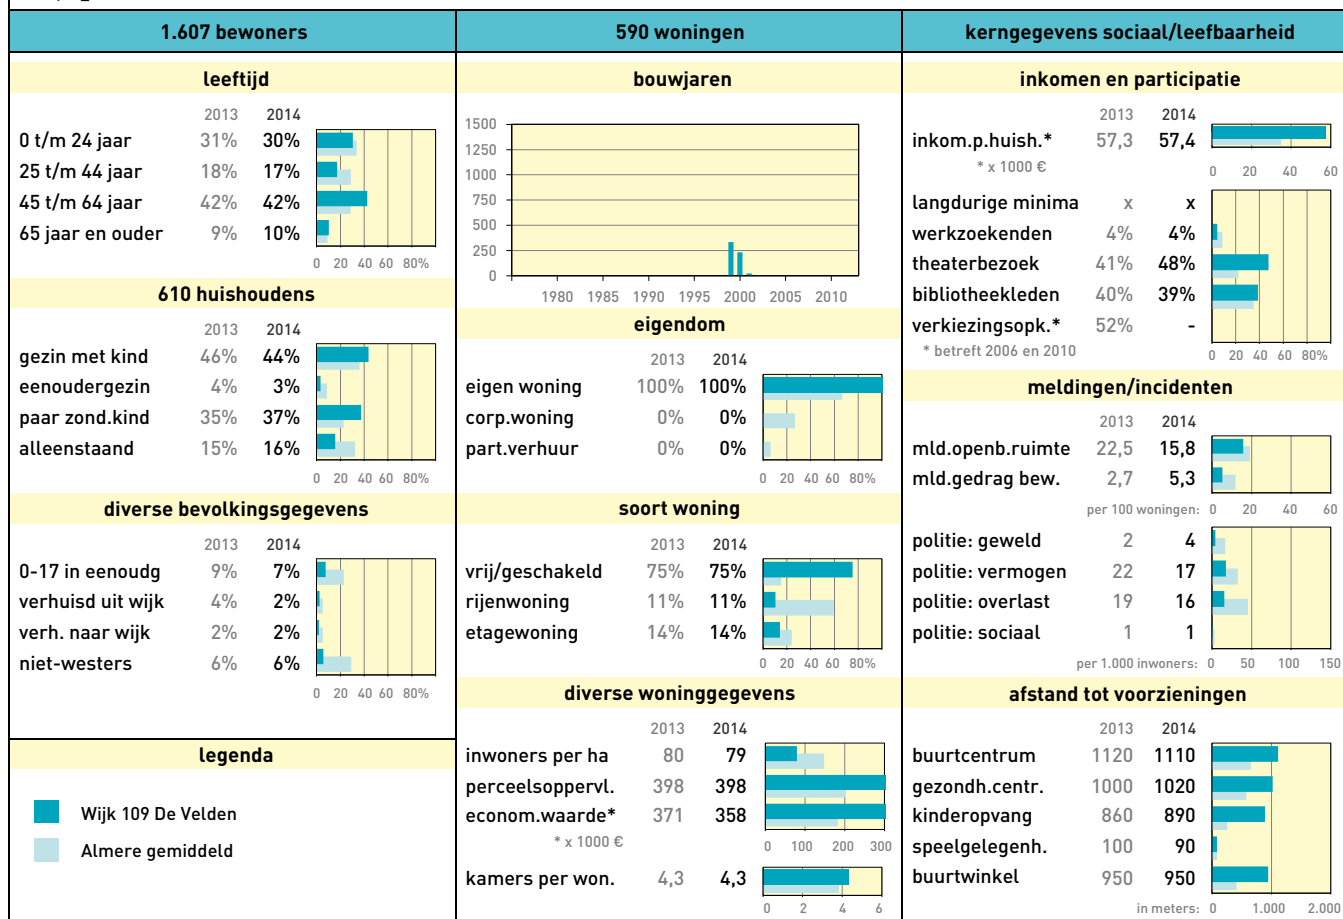 1.607 bewoners
leeftijd
2013 2014
0 t/m 24 jaar 31% 30%
25 t/m 44 jaar 18% 17%
45 t/m 64 jaar 42% 42%
65 jaar en ouder 9% 10%
0 20 40 60 80%
610 huishoudens
2013 2014
gezin met kind 46% 44%
eenoudergezin 4% 3%
paar zond.kind 35% 37%
alleenstaand 15% 16%
0 20 40 60 80%
diverse bevolkingsgegevens
2013 2014
0-17 in eenoudg 9% 7%
verhuisd uit wijk 4% 2%
verh. naar wijk 2% 2%
niet-westers 6% 6%
0 20 40 60 80%
legenda
Wijk 109 De Velden
Almere gemiddeld
590 woningen
bouwjaren
1500
1250
1000
750
500
250
0
1980 1985 1990 1995 2000 2005 2010
eigendom
2013 2014
eigen woning 100% 100%
corp.woning 0% 0%
part.verhuur 0% 0%
0 20 40 60 80%
soort woning
2013 2014
vrij/geschakeld 75% 75%
rijenwoning 11% 11%
etagewoning 14% 14%
0 20 40 60 80%
diverse woninggegevens
2013 2014
inwoners per ha 80 79
perceelsoppervl. 398 398
econom.waarde* 371 358
* x 1000 €
0 100 200 300
kamers per won. 4,3 4,3
0 2 4 6
kerngegevens sociaal/leefbaarheid
inkomen en participatie
2013 2014
inkom.p.huish.* 57,3 57,4
* x 1000 €
0 20 40 60
langdurige minima x x
werkzoekenden 4% 4%
theaterbezoek 41% 48%
bibliotheekleden 40% 39%
verkiezingsopk.* 52% -
* betreft 2006 en 2010
0 20 40 60 80%
meldingen/incidenten
2013 2014
mld.openb.ruimte 22,5 15,8
mld.gedrag bew. 2,7 5,3
per 100 woningen: 0 20 40 60
politie: geweld 2 4
politie: vermogen 22 17
politie: overlast 19 16
politie: sociaal 1 1
per 1.000 inwoners: 0 50 100 150
afstand tot voorzieningen
2013 2014
buurtcentrum 1120 1110
gezondh.centr. 1000 1020
kinderopvang 860 890
speelgelegenh. 100 90
buurtwinkel 950 950
in meters: 0 1.000 2.000